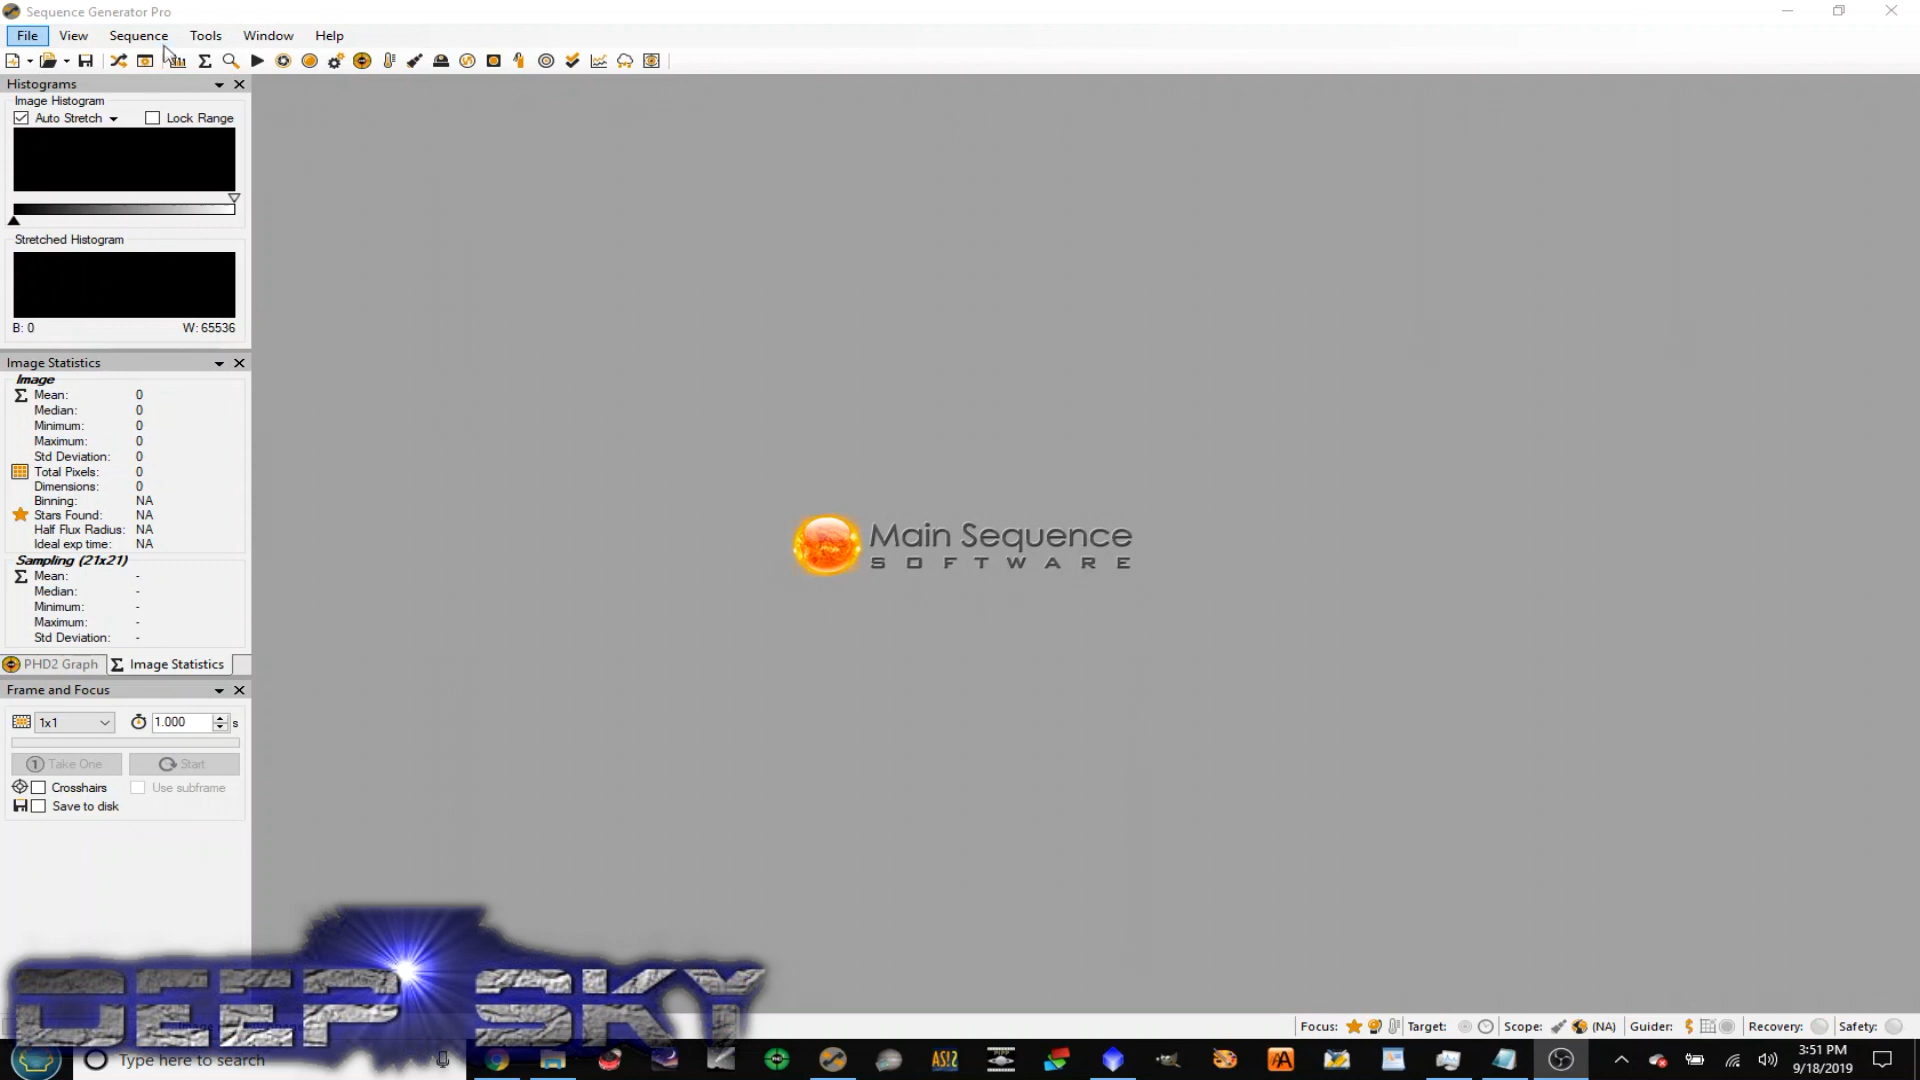 Sequence Generator Pro
File View Sequence Tools Window Help
Histograms
Image Histogram
Auto Stretch Lock Range
Stretched Histogram
B: 0 W: 65536
Image Statistics
Image
Mean: 0
Median: 0
Minimum: 0
Maximum: 0
Std Deviation: 0
Total Pixels: 0
Dimensions: 0
Binning: NA
Stars Found: NA
Half Flux Radius: NA
Ideal exp time: NA
Sampling (21x21)
Mean: -
Median: -
Minimum: -
Maximum: -
Std Deviation: -
PHD2 Graph Image Statistics
Frame and Focus
1x1 1.000 s
1 Take One Start
Crosshairs Use subframe
Save to disk
Main Sequence
SOFTWARE
DEEP SKY
Focus: Target: Scope: (NA) Guider: Recovery: Safety:
Type here to search
AS!2
3:51 PM
9/18/2019